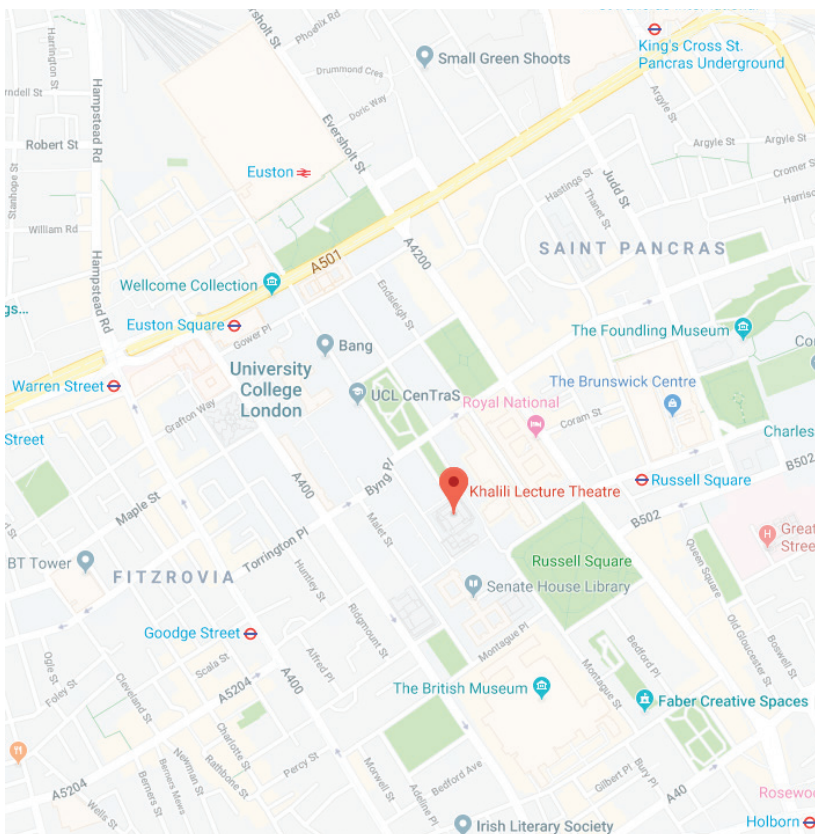 Harrington St
Hampstead Rd
Eversholt St
Phoenix Rd
Small Green Shoots
King's Cross St.
Pancras Underground
Drummond Cres
Doric Way
Eversholt St
Argyle St
Argyle St
Argyle St
Robert St
Stanhope St
Euston
Hastings St
Thanet St
Judd St
Cromer St
William Rd
Hampstead Rd
A501
A4200
SAINT PANCRAS
Wellcome Collection
Endsleigh St
Euston Square
Gower Pl
Bang
The Foundling Museum
University
College
London
UCL CenTraS
Warren Street
Grafton Way
Royal National
The Brunswick Centre
Coram St
Street
Charles
A400
Byng Pl
B502
Khalili Lecture Theatre
Russell Square
Maple St
Malet St
B502
Great
Street
BT Tower
Torrington Pl
Russell Square
Queen Square
FITZROVIA
Huntley St
Senate House Library
Ridgmount St
Goodge Street
Montague Pl
Bedford Pl
Old Gloucester St
Boswell St
Ogle St
Foley St
Scala St
Alfred Pl
Cleveland St
A5204
A400
The British Museum
Montague St
Faber Creative Spaces
Charlotte St
Newman St
Rathbone St
Percy St
Berners Mews
Berners St
Wells St
A5204
Morwell St
Adeline Pl
Bedford Ave
Gilbert Pl
Bury Pl
A40
Irish Literary Society
Holborn